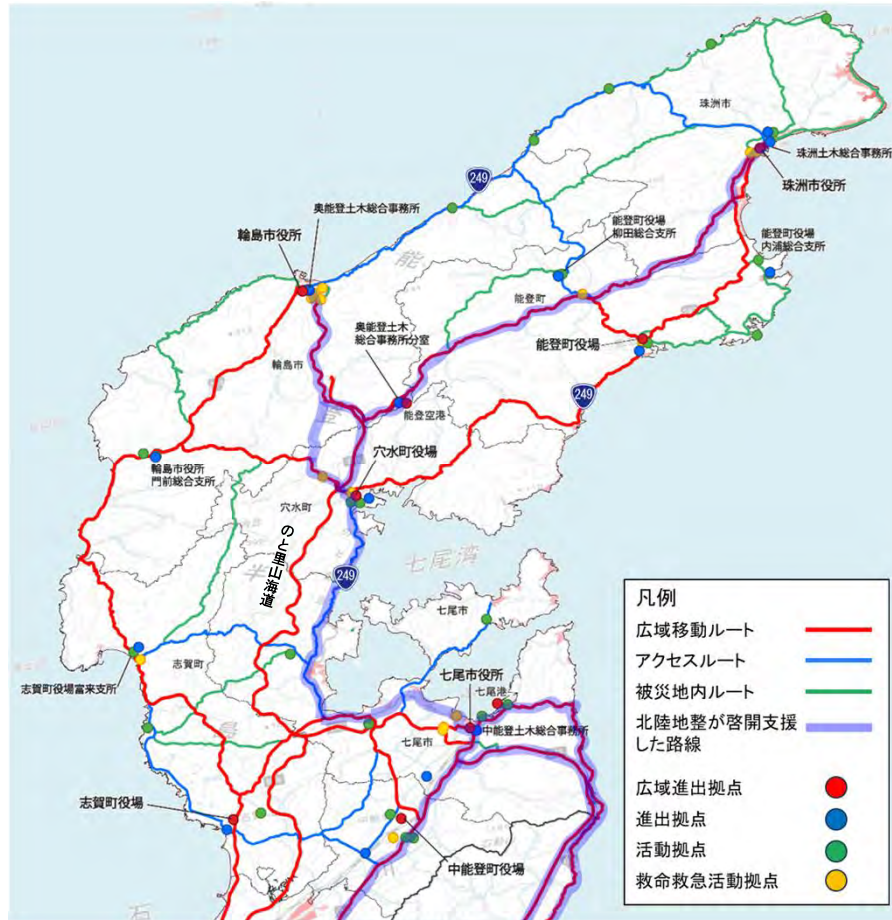 珠洲市
珠洲土木総合事務所
珠洲市役所
249
奥能登土木総合事務所
輪島市役所
能登町役場
柳田総合支所
能登町役場
内浦総合支所
能
能登町
奥能登土木
総合事務所分室
能登町役場
輪島市
249
登
能登空港
穴水町役場
輪島市役所
門前総合支所
穴水町
のと里山海道
半
七尾湾
249
七尾市
志賀町
志賀町役場富来支所
七尾市役所
七尾港
中能登土木総合事務所
七尾市
志賀町役場
中能登町役場
川
石
凡例
広域移動ルート
アクセスルート
被災地内ルート
北陸地整が啓開支援
した路線
広域進出拠点
進出拠点
活動拠点
救命救急活動拠点